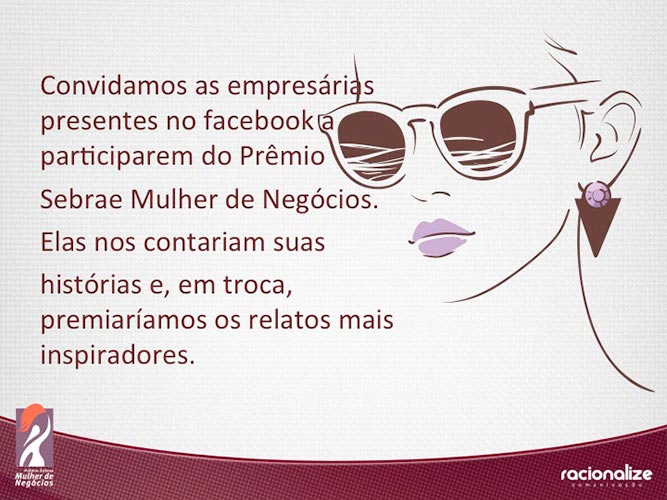 Convidamos as empresárias
presentes no facebook a
participarem do Prêmio
Sebrae Mulher de Negócios.
Elas nos contariam suas
histórias e, em troca,
premiaríamos os relatos mais
inspiradores.
Prêmio Sebrae
Mulher de
Negócios
racionalize
comunicação